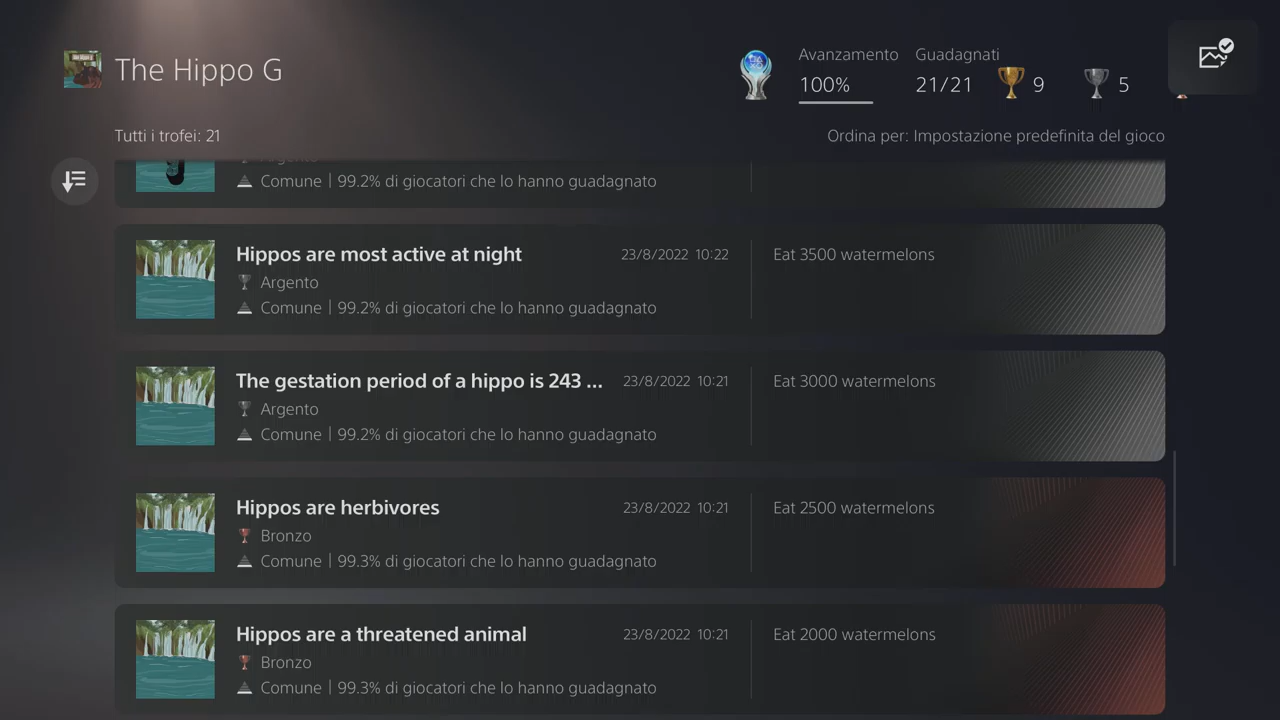 The Hippo G
Avanzamento
100%
Guadagnati
21/21
9
5
Tutti i trofei: 21
Ordina per: Impostazione predefinita del gioco
Argento
Comune | 99.2% di giocatori che lo hanno guadagnato
Hippos are most active at night
23/8/2022 10:22
Eat 3500 watermelons
Argento
Comune | 99.2% di giocatori che lo hanno guadagnato
The gestation period of a hippo is 243 ...
23/8/2022 10:21
Eat 3000 watermelons
Argento
Comune | 99.2% di giocatori che lo hanno guadagnato
Hippos are herbivores
23/8/2022 10:21
Eat 2500 watermelons
Bronzo
Comune | 99.3% di giocatori che lo hanno guadagnato
Hippos are a threatened animal
23/8/2022 10:21
Eat 2000 watermelons
Bronzo
Comune | 99.3% di giocatori che lo hanno guadagnato